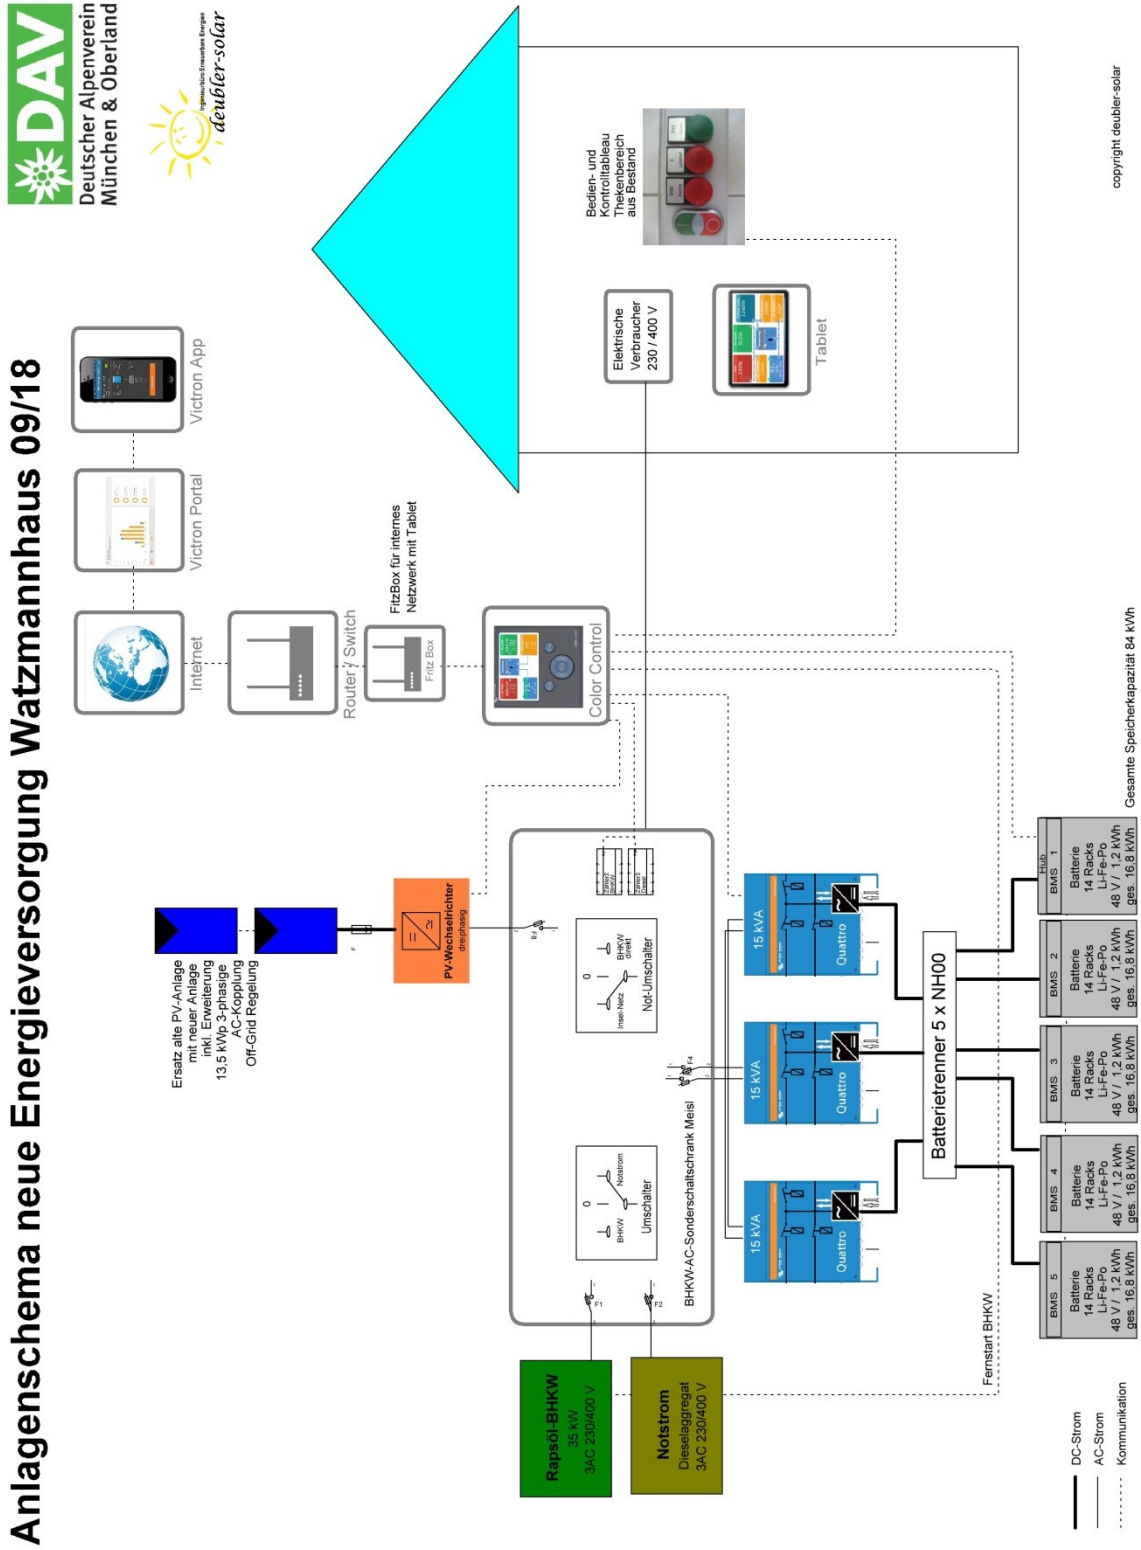 Anlagenschema neue Energieversorgung Watzmannhaus 09/18
DAV
Deutscher Alpenverein
München & Oberland
Ingenieurbüro Erneuerbare Energien
deubler-solar
Ersatz alte PV-Anlage
mit neuer Anlage
inkl. Erweiterung
13,5 kWp 3-phasige
AC-Kopplung
Off-Grid Regelung
F
PV-Wechselrichter
dreiphasig
Internet
Victron Portal
Victron App
Router / Switch
Fritz Box
FitzBox für internes
Netzwerk mit Tablet
Color Control
Rapsöl-BHKW
35 kW
3AC 230/400 V
Notstrom
Dieselaggregat
3AC 230/400 V
F1
F2
Umschalter
BHKW
0
Notstrom
Not-Umschalter
Insel-Netz
0
BHKW
direkt
Zähler2
BHKW
Zähler3
Diesel
F4
BHKW-AC-Sonderschaltschrank Meisl
Elektrische
Verbraucher
230 / 400 V
Bedien- und
Kontrolltableau
Thekenbereich
aus Bestand
Tablet
15 kVA
Quattro
15 kVA
Quattro
15 kVA
Quattro
Batterietrenner 5 x NH00
Fernstart BHKW
BMS 5
Batterie
14 Racks
Li-Fe-Po
48 V / 1,2 kWh
ges. 16,8 kWh
BMS 4
Batterie
14 Racks
Li-Fe-Po
48 V / 1,2 kWh
ges. 16,8 kWh
BMS 3
Batterie
14 Racks
Li-Fe-Po
48 V / 1,2 kWh
ges. 16,8 kWh
BMS 2
Batterie
14 Racks
Li-Fe-Po
48 V / 1,2 kWh
ges. 16,8 kWh
Hub
BMS 1
Batterie
14 Racks
Li-Fe-Po
48 V / 1,2 kWh
ges. 16,8 kWh
Gesamte Speicherkapazität 84 kWh
DC-Strom
AC-Strom
Kommunikation
copyright deubler-solar